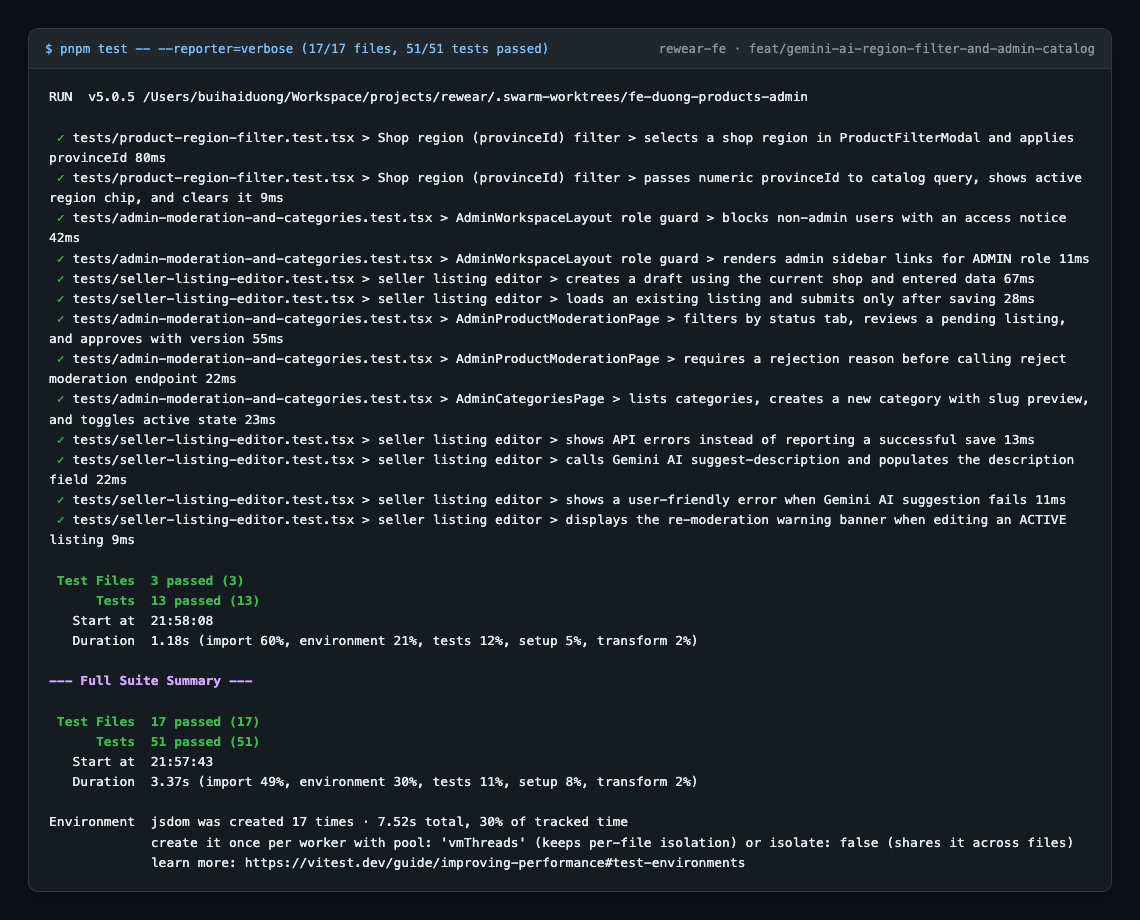 $ pnpm test -- --reporter=verbose (17/17 files, 51/51 tests passed)
rewear-fe · feat/gemini-ai-region-filter-and-admin-catalog
RUN  v5.0.5 /Users/buihaiduong/Workspace/projects/rewear/.swarm-worktrees/fe-duong-products-admin
✓ tests/product-region-filter.test.tsx > Shop region (provinceId) filter > selects a shop region in ProductFilterModal and applies
provinceId 80ms
✓ tests/product-region-filter.test.tsx > Shop region (provinceId) filter > passes numeric provinceId to catalog query, shows active
region chip, and clears it 9ms
✓ tests/admin-moderation-and-categories.test.tsx > AdminWorkspaceLayout role guard > blocks non-admin users with an access notice
42ms
✓ tests/admin-moderation-and-categories.test.tsx > AdminWorkspaceLayout role guard > renders admin sidebar links for ADMIN role 11ms
✓ tests/seller-listing-editor.test.tsx > seller listing editor > creates a draft using the current shop and entered data 67ms
✓ tests/seller-listing-editor.test.tsx > seller listing editor > loads an existing listing and submits only after saving 28ms
✓ tests/admin-moderation-and-categories.test.tsx > AdminProductModerationPage > filters by status tab, reviews a pending listing,
and approves with version 55ms
✓ tests/admin-moderation-and-categories.test.tsx > AdminProductModerationPage > requires a rejection reason before calling reject
moderation endpoint 22ms
✓ tests/admin-moderation-and-categories.test.tsx > AdminCategoriesPage > lists categories, creates a new category with slug preview,
and toggles active state 23ms
✓ tests/seller-listing-editor.test.tsx > seller listing editor > shows API errors instead of reporting a successful save 13ms
✓ tests/seller-listing-editor.test.tsx > seller listing editor > calls Gemini AI suggest-description and populates the description
field 22ms
✓ tests/seller-listing-editor.test.tsx > seller listing editor > shows a user-friendly error when Gemini AI suggestion fails 11ms
✓ tests/seller-listing-editor.test.tsx > seller listing editor > displays the re-moderation warning banner when editing an ACTIVE
listing 9ms
Test Files  3 passed (3)
Tests  13 passed (13)
Start at  21:58:08
Duration  1.18s (import 60%, environment 21%, tests 12%, setup 5%, transform 2%)
--- Full Suite Summary ---
Test Files  17 passed (17)
Tests  51 passed (51)
Start at  21:57:43
Duration  3.37s (import 49%, environment 30%, tests 11%, setup 8%, transform 2%)
Environment  jsdom was created 17 times · 7.52s total, 30% of tracked time
create it once per worker with pool: 'vmThreads' (keeps per-file isolation) or isolate: false (shares it across files)
learn more: https://vitest.dev/guide/improving-performance#test-environments